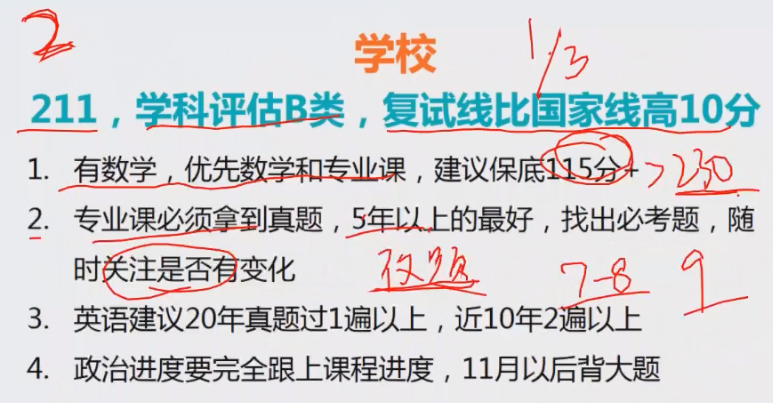 2
学校
1/3
211，学科评估B类，复试线比国家线高10分
1. 有数学，优先数学和专业课，建议保底115分+ >230
2. 专业课必须拿到真题，5年以上的最好，找出必考题，随
时关注是否有变化 改题 7-8 9
3. 英语建议20年真题过1遍以上，近10年2遍以上
4. 政治进度要完全跟上课程进度，11月以后背大题